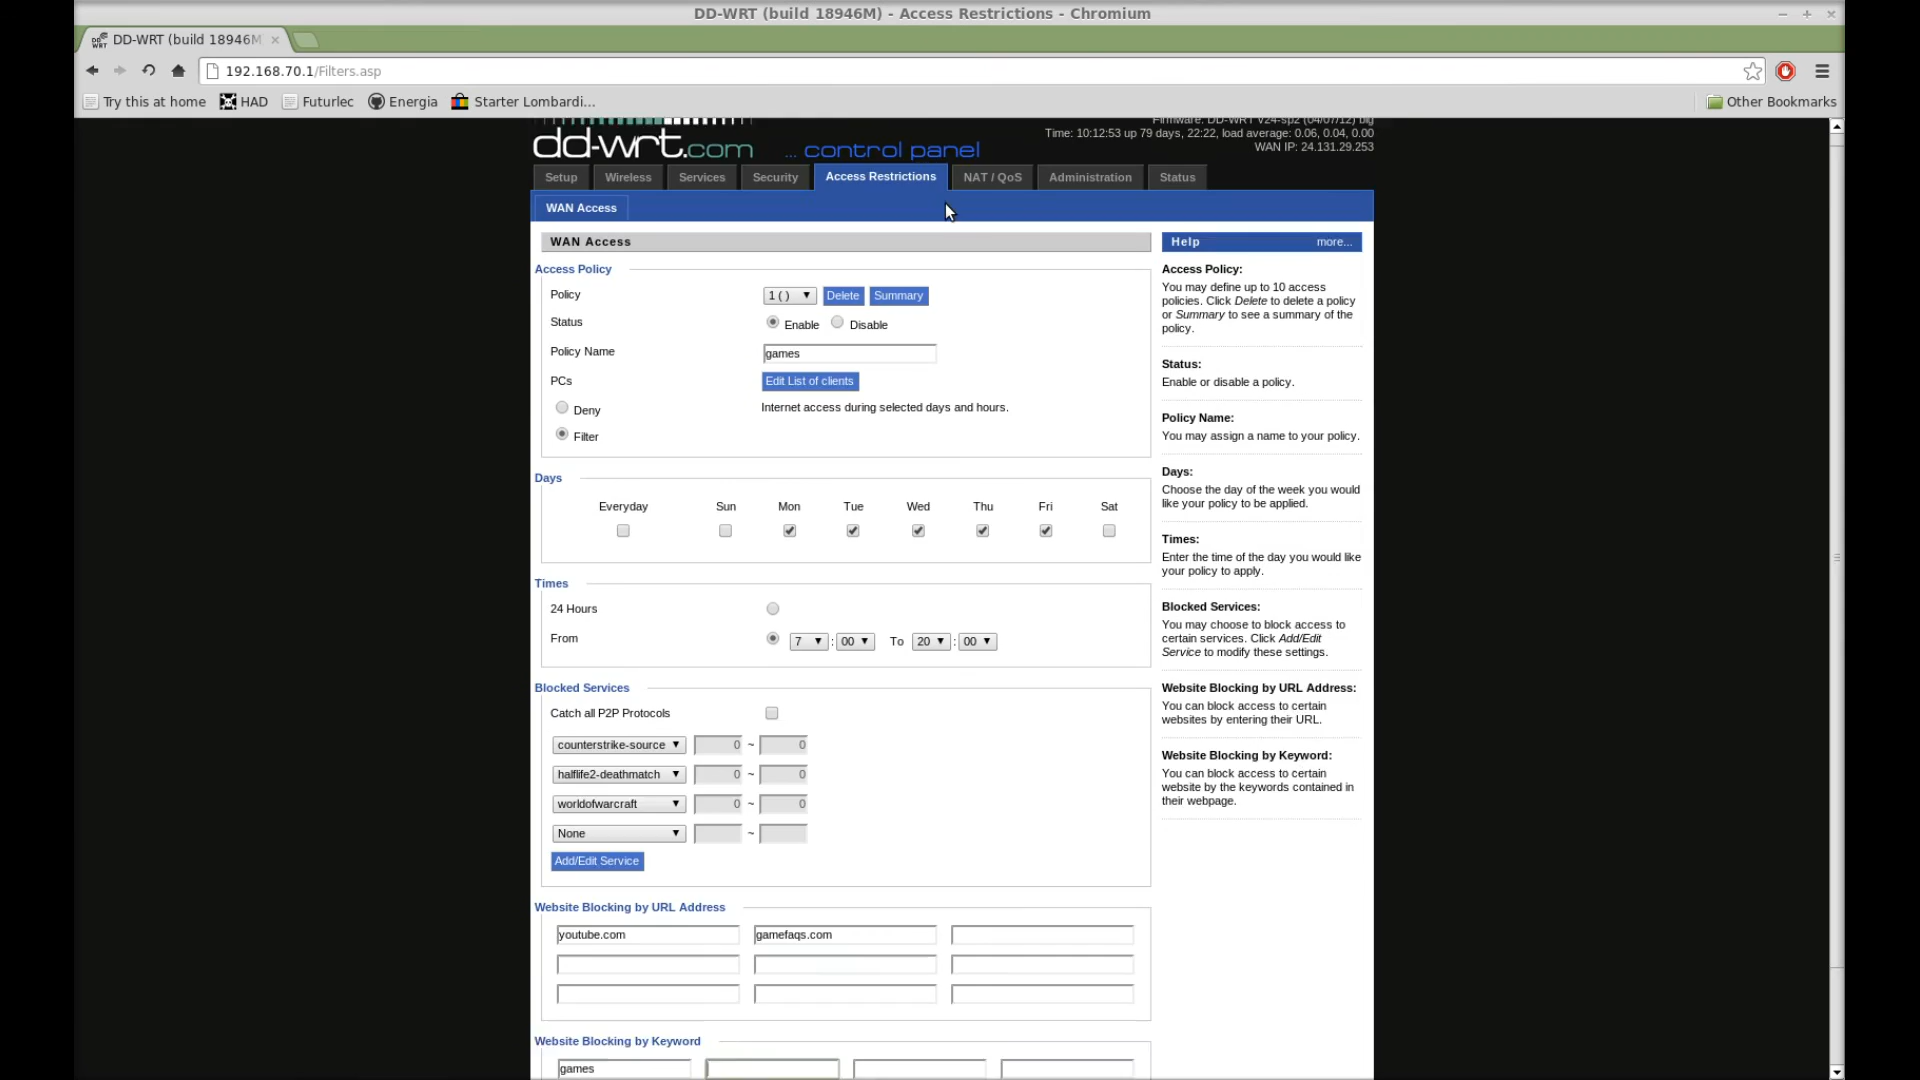 DD-WRT (build 18946M) - Access Restrictions - Chromium
DD-WRT (build 18946M
192.168.70.1/Filters.asp
Try this at home HAD Futurlec Energia Starter Lombardi... Other Bookmarks
Firmware: DD-WRT v24-sp2 (04/07/12) big
Time: 10:12:53 up 79 days, 22:22, load average: 0.06, 0.04, 0.00
WAN IP: 24.131.29.253
dd-wrt.com ... control panel
Setup Wireless Services Security Access Restrictions NAT / QoS Administration Status
WAN Access
WAN Access
Access Policy
Policy 1 ( ) Delete Summary
Status Enable Disable
Policy Name games
PCs Edit List of clients
Deny Internet access during selected days and hours.
Filter
Days
Everyday Sun Mon Tue Wed Thu Fri Sat
Times
24 Hours
From 7 : 00 To 20 : 00
Blocked Services
Catch all P2P Protocols
counterstrike-source 0 ~ 0
halflife2-deathmatch 0 ~ 0
worldofwarcraft 0 ~ 0
None ~
Add/Edit Service
Website Blocking by URL Address
youtube.com gamefaqs.com
Website Blocking by Keyword
games
Help more...
Access Policy:
You may define up to 10 access
policies. Click Delete to delete a policy
or Summary to see a summary of the
policy.
Status:
Enable or disable a policy.
Policy Name:
You may assign a name to your policy.
Days:
Choose the day of the week you would
like your policy to be applied.
Times:
Enter the time of the day you would like
your policy to apply.
Blocked Services:
You may choose to block access to
certain services. Click Add/Edit
Service to modify these settings.
Website Blocking by URL Address:
You can block access to certain
websites by entering their URL.
Website Blocking by Keyword:
You can block access to certain
website by the keywords contained in
their webpage.